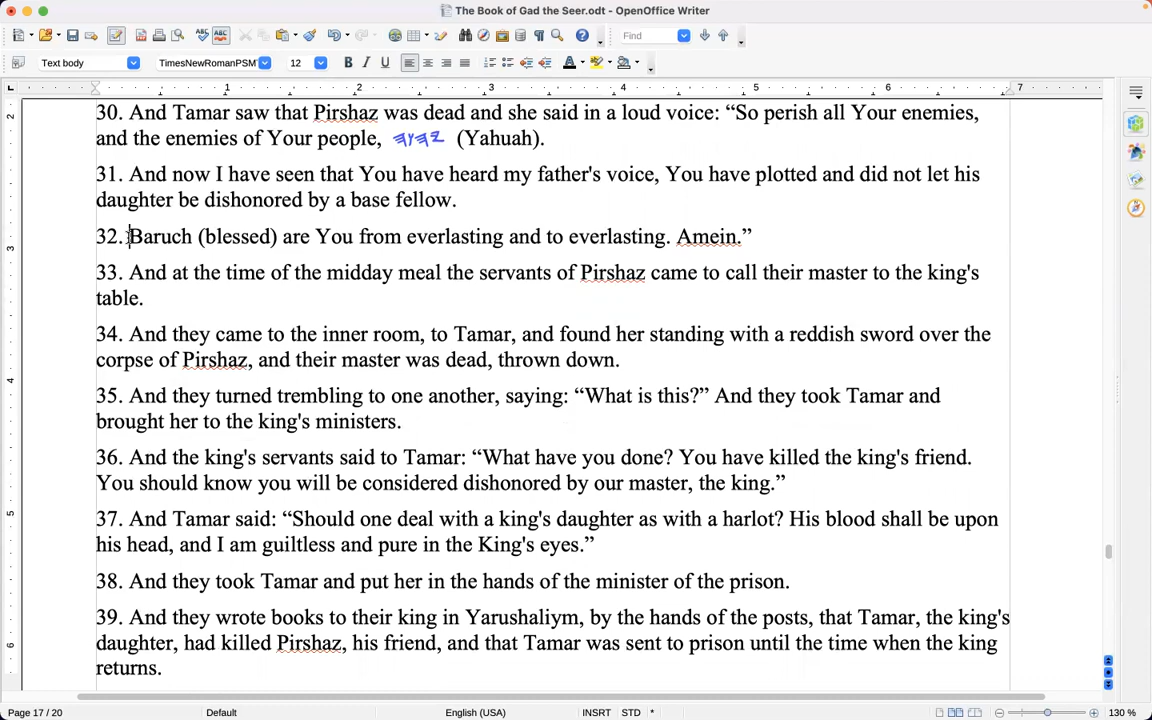 The Book of Gad the Seer.odt - OpenOffice Writer
Find
Text body TimesNewRomanPSM 12 B I U A
1 2 3 4 5 6 7
30. And Tamar saw that Pirshaz was dead and she said in a loud voice: “So perish all Your enemies,
and the enemies of Your people, 𐤉𐤄𐤅𐤄 (Yahuah).
31. And now I have seen that You have heard my father's voice, You have plotted and did not let his
daughter be dishonored by a base fellow.
32. Baruch (blessed) are You from everlasting and to everlasting. Amein.”
33. And at the time of the midday meal the servants of Pirshaz came to call their master to the king's
table.
34. And they came to the inner room, to Tamar, and found her standing with a reddish sword over the
corpse of Pirshaz, and their master was dead, thrown down.
35. And they turned trembling to one another, saying: “What is this?” And they took Tamar and
brought her to the king's ministers.
36. And the king's servants said to Tamar: “What have you done? You have killed the king's friend.
You should know you will be considered dishonored by our master, the king.”
37. And Tamar said: “Should one deal with a king's daughter as with a harlot? His blood shall be upon
his head, and I am guiltless and pure in the King's eyes.”
38. And they took Tamar and put her in the hands of the minister of the prison.
39. And they wrote books to their king in Yarushaliym, by the hands of the posts, that Tamar, the king's
daughter, had killed Pirshaz, his friend, and that Tamar was sent to prison until the time when the king
returns.
Page 17 / 20 Default English (USA) INSRT STD * 130 %